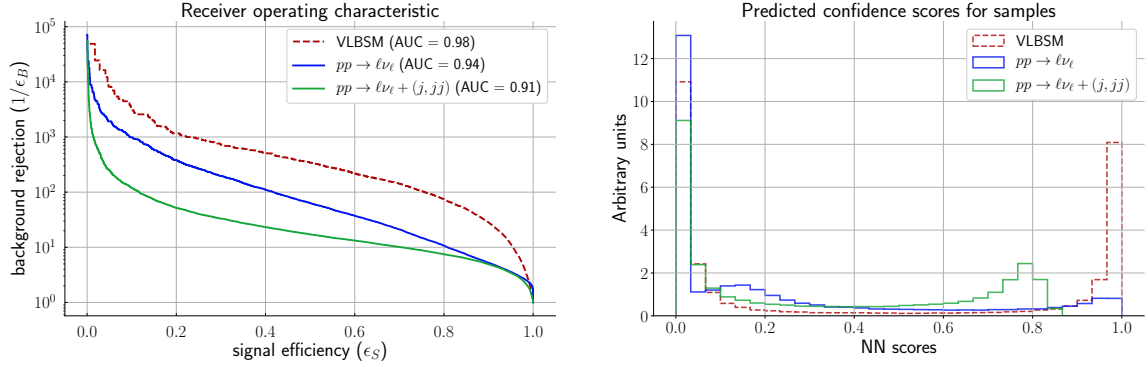 Receiver operating characteristic
10^5
10^4
10^3
10^2
10^1
10^0
background rejection (1/ϵ_B)
VLBSM (AUC = 0.98)
pp → ℓν_ℓ (AUC = 0.94)
pp → ℓν_ℓ + (j, jj) (AUC = 0.91)
0.0 0.2 0.4 0.6 0.8 1.0
signal efficiency (ϵ_S)
Predicted confidence scores for samples
12
10
8
6
4
2
0
Arbitrary units
VLBSM
pp → ℓν_ℓ
pp → ℓν_ℓ + (j, jj)
0.0 0.2 0.4 0.6 0.8 1.0
NN scores